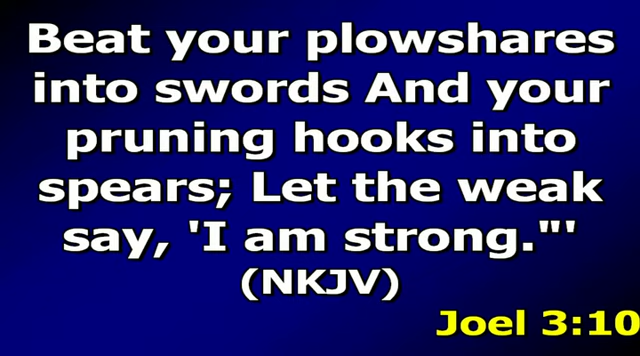 Beat your plowshares
into swords And your
pruning hooks into
spears; Let the weak
say, 'I am strong."'
(NKJV)
Joel 3:10